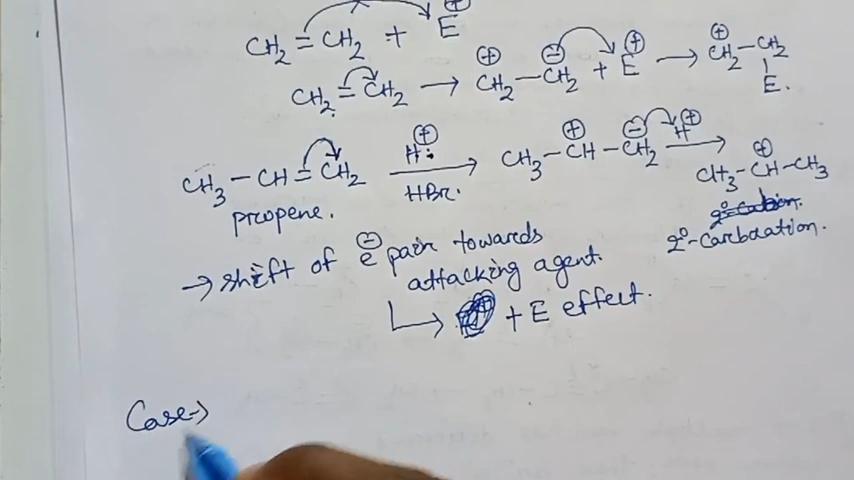 CH₂=CH₂ + E⊕
CH₂=CH₂ → ⊕CH₂–⊖CH₂ + E⊕ → ⊕CH₂–CH₂
E.
CH₃–CH=CH₂ H⊕ → CH₃–⊕CH–⊖CH₂ H⊕ → CH₃–⊕CH–CH₃
HBr.
propene.
2°-Carbocation.
→ shift of e⊖ pair towards
attacking agent.
↳ + E effect.
Case→